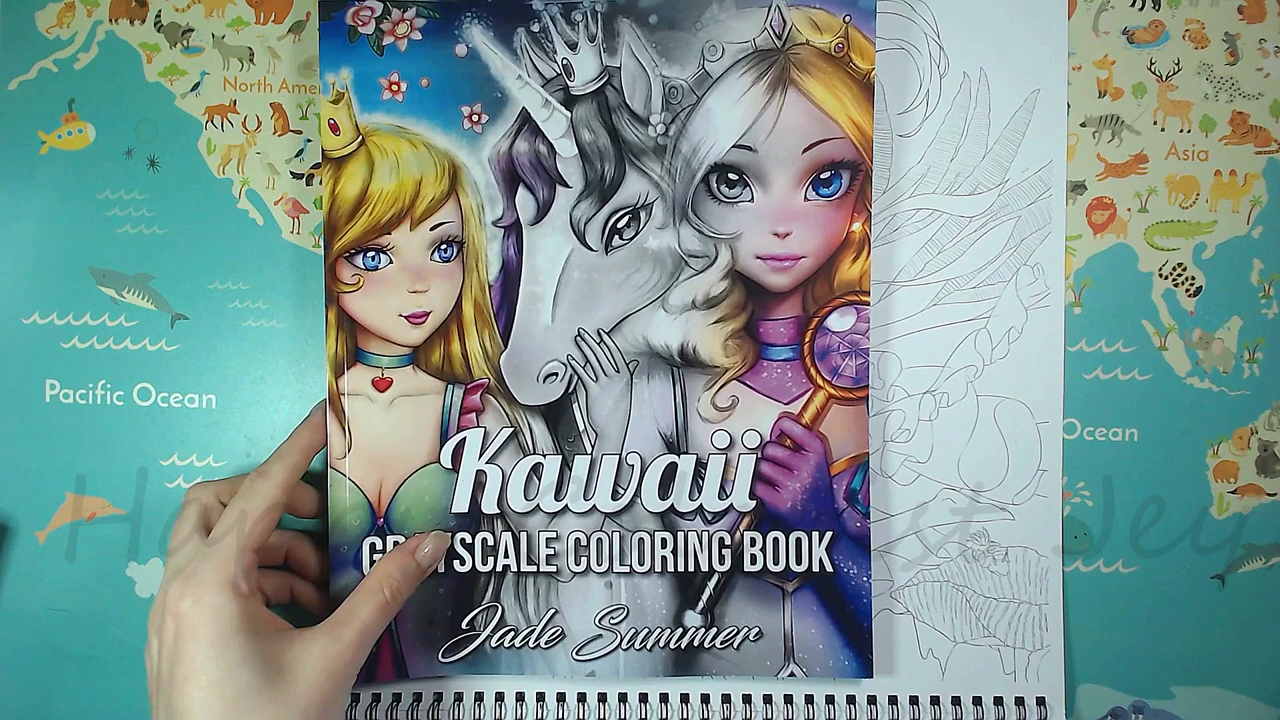 North Ame
Asia
Pacific Ocean
Ocean
Kawaii
GRAYSCALE COLORING BOOK
Jade Summer